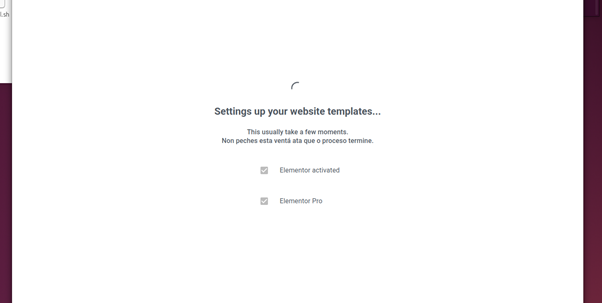 l.sh
Settings up your website templates...
This usually take a few moments.
Non peches esta ventá ata que o proceso termine.
Elementor activated
Elementor Pro